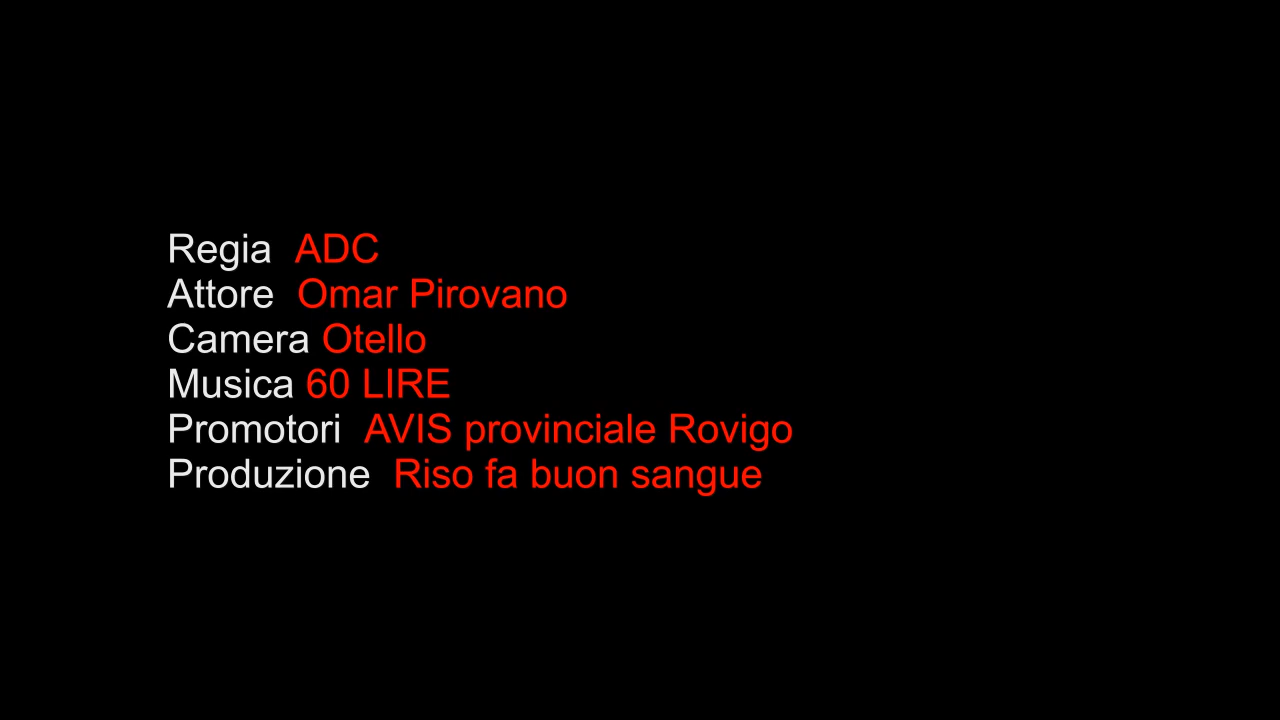 Regia  ADC
Attore  Omar Pirovano
Camera Otello
Musica 60 LIRE
Promotori  AVIS provinciale Rovigo
Produzione  Riso fa buon sangue